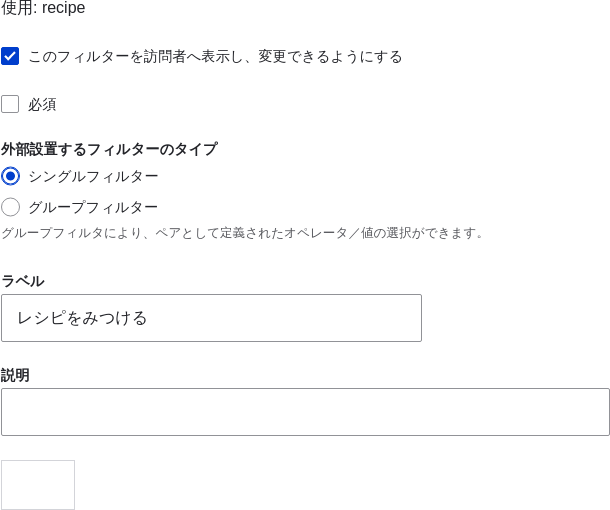 使用: recipe
このフィルターを訪問者へ表示し、変更できるようにする
必須
外部設置するフィルターのタイプ
シングルフィルター
グループフィルター
グループフィルタにより、ペアとして定義されたオペレータ／値の選択ができます。
ラベル
レシピをみつける
説明